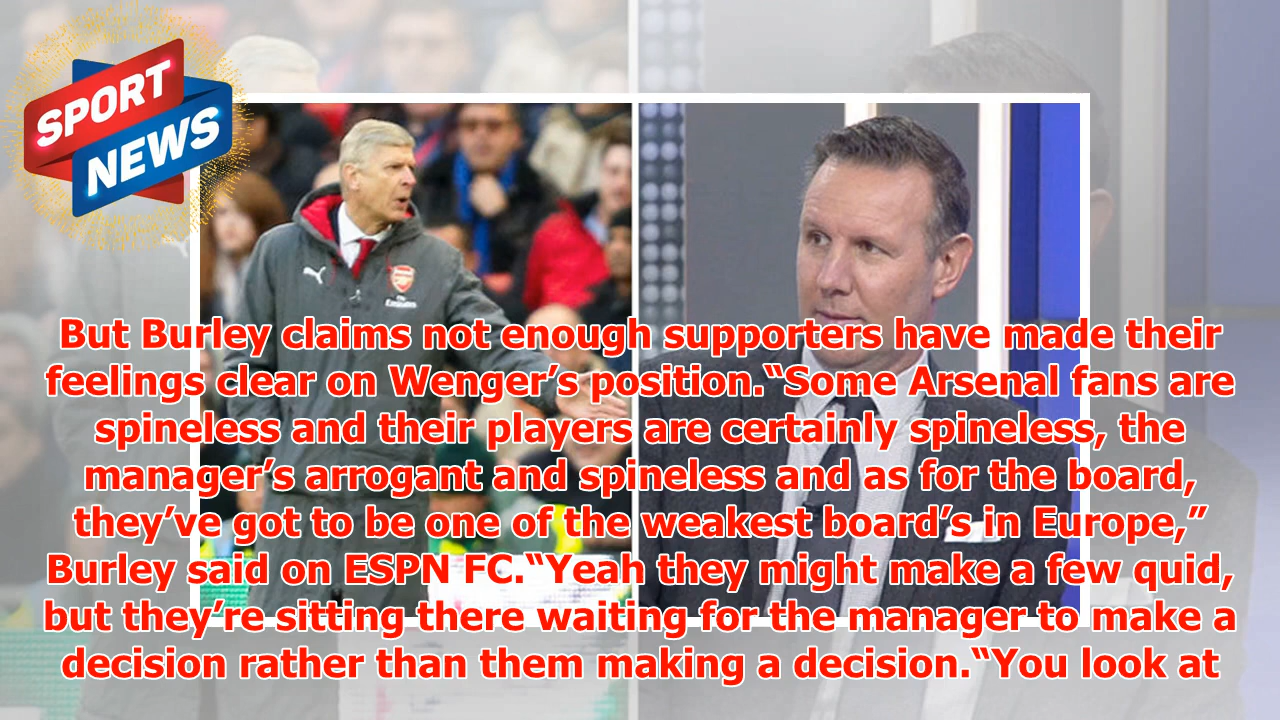 SPORT
NEWS
Fly
Emirates
But Burley claims not enough supporters have made their
feelings clear on Wenger’s position.“Some Arsenal fans are
spineless and their players are certainly spineless, the
manager’s arrogant and spineless and as for the board,
they’ve got to be one of the weakest board’s in Europe,”
Burley said on ESPN FC.“Yeah they might make a few quid,
but they’re sitting there waiting for the manager to make a
decision rather than them making a decision.“You look at